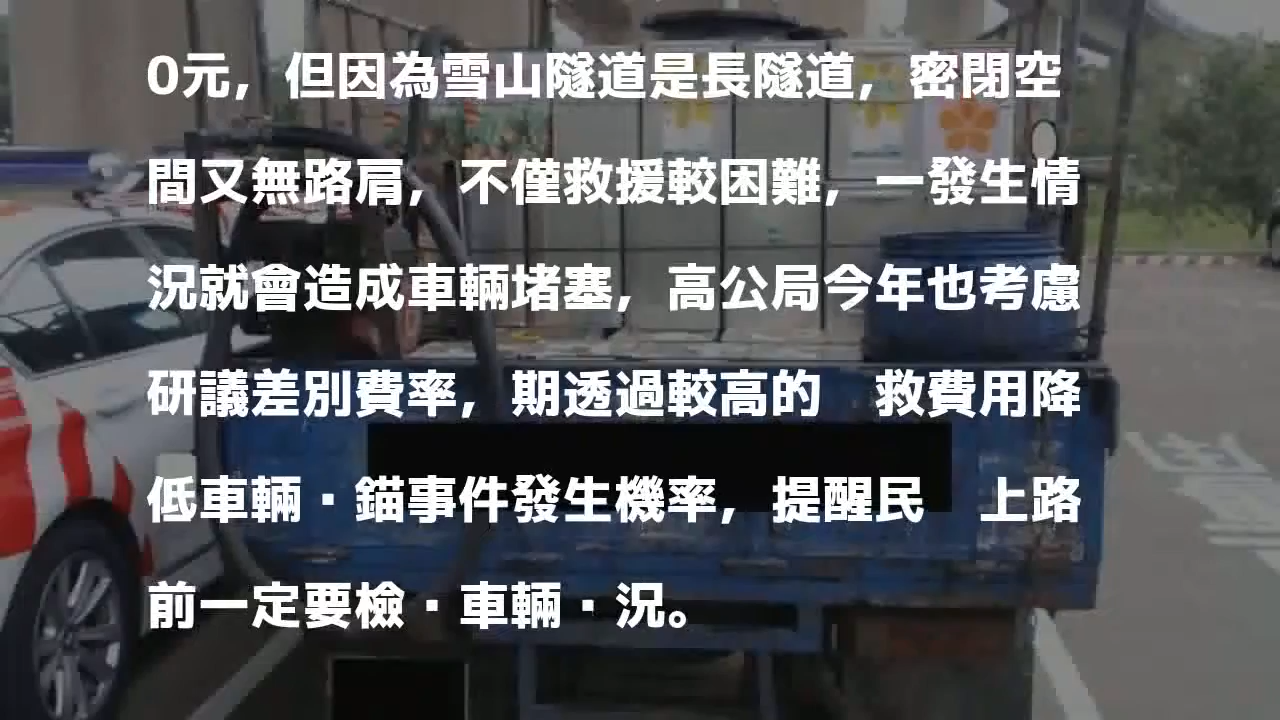 0元，但因為雪山隧道是長隧道，密閉空
間又無路肩，不僅救援較困難，一發生情
況就會造成車輛堵塞，高公局今年也考慮
研議差別費率，期透過較高的　救費用降
低車輛·錨事件發生機率，提醒民　上路
前一定要檢·車輛·況。